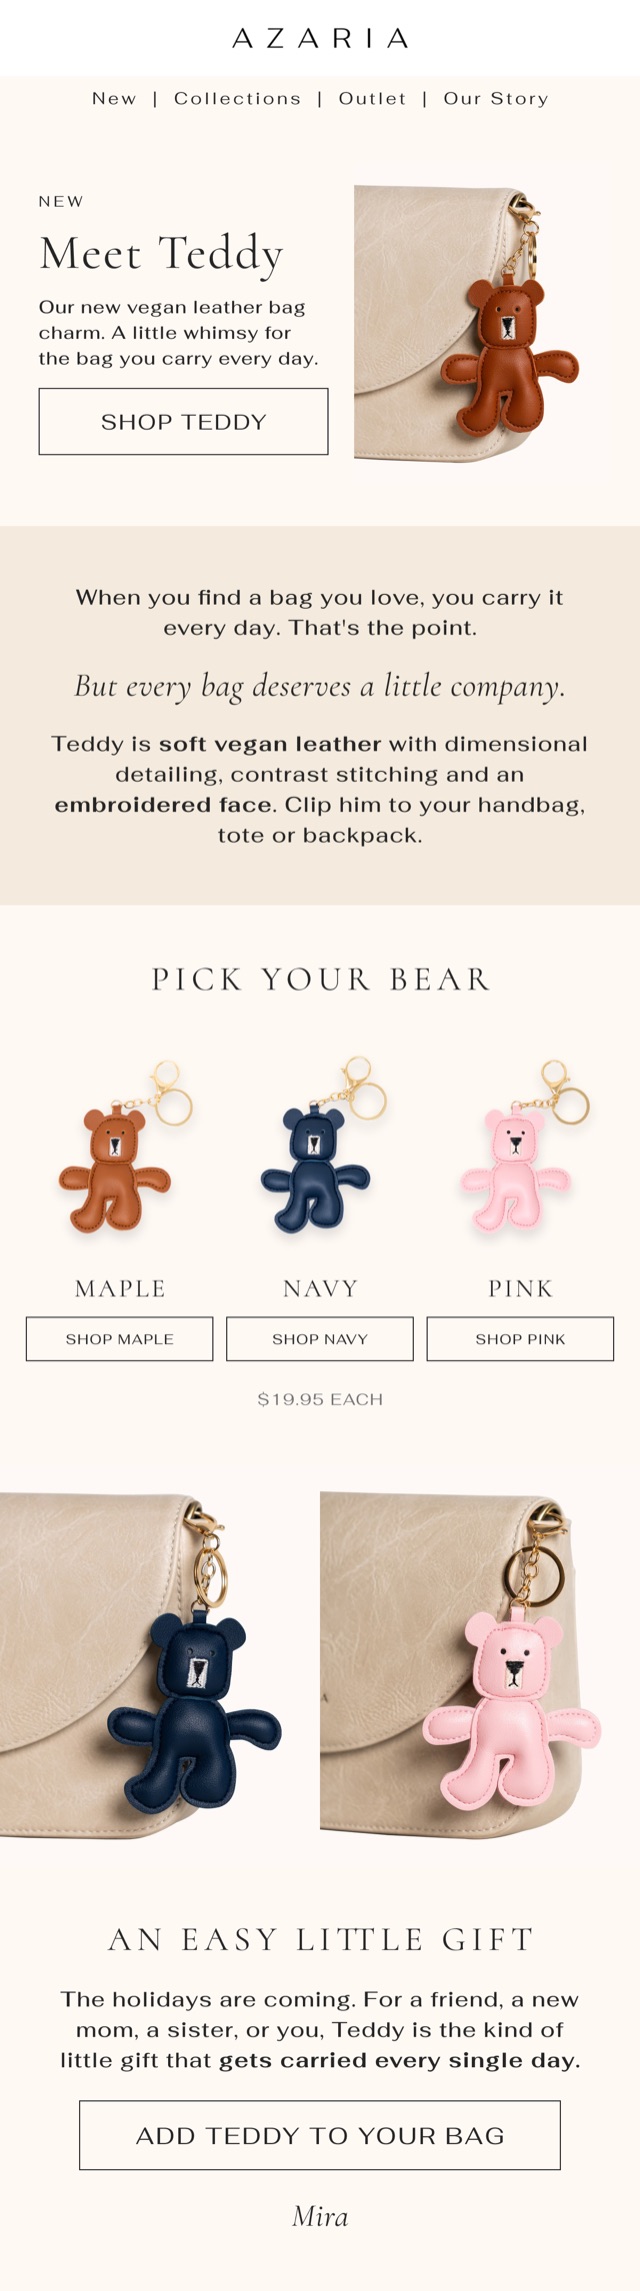 AZARIA
New | Collections | Outlet | Our Story
NEW
Meet Teddy
Our new vegan leather bag
charm. A little whimsy for
the bag you carry every day.
SHOP TEDDY
When you find a bag you love, you carry it
every day. That's the point.
But every bag deserves a little company.
Teddy is soft vegan leather with dimensional
detailing, contrast stitching and an
embroidered face. Clip him to your handbag,
tote or backpack.
PICK YOUR BEAR
MAPLE
NAVY
PINK
SHOP MAPLE
SHOP NAVY
SHOP PINK
$19.95 EACH
AN EASY LITTLE GIFT
The holidays are coming. For a friend, a new
mom, a sister, or you, Teddy is the kind of
little gift that gets carried every single day.
ADD TEDDY TO YOUR BAG
Mira